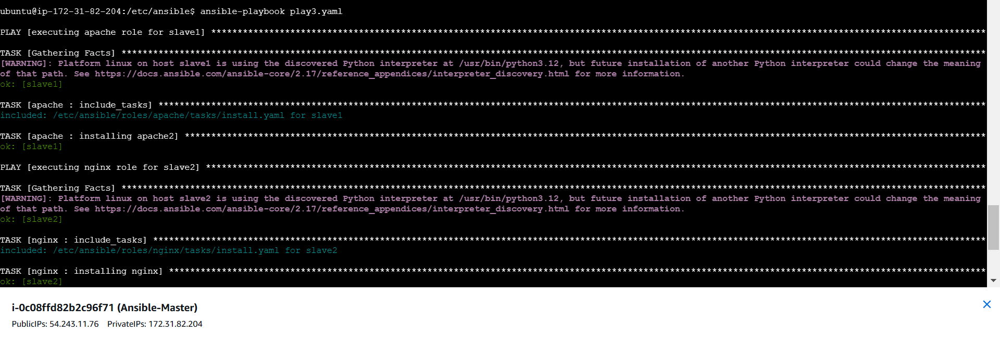 ubuntu@ip-172-31-82-204:/etc/ansible$ ansible-playbook play3.yaml
PLAY [executing apache role for slave1] ***************************************************************************************************************************************************
TASK [Gathering Facts] ********************************************************************************************************************************************************************
[WARNING]: Platform linux on host slave1 is using the discovered Python interpreter at /usr/bin/python3.12, but future installation of another Python interpreter could change the meaning
of that path. See https://docs.ansible.com/ansible-core/2.17/reference_appendices/interpreter_discovery.html for more information.
ok: [slave1]
TASK [apache : include_tasks] *************************************************************************************************************************************************************
included: /etc/ansible/roles/apache/tasks/install.yaml for slave1
TASK [apache : installing apache2] ********************************************************************************************************************************************************
ok: [slave1]
PLAY [executing nginx role for slave2] ****************************************************************************************************************************************************
TASK [Gathering Facts] ********************************************************************************************************************************************************************
[WARNING]: Platform linux on host slave2 is using the discovered Python interpreter at /usr/bin/python3.12, but future installation of another Python interpreter could change the meaning
of that path. See https://docs.ansible.com/ansible-core/2.17/reference_appendices/interpreter_discovery.html for more information.
ok: [slave2]
TASK [nginx : include_tasks] **************************************************************************************************************************************************************
included: /etc/ansible/roles/nginx/tasks/install.yaml for slave2
TASK [nginx : installing nginx] ***********************************************************************************************************************************************************
ok: [slave2]
i-0c08ffd82b2c96f71 (Ansible-Master)
PublicIPs: 54.243.11.76 PrivateIPs: 172.31.82.204